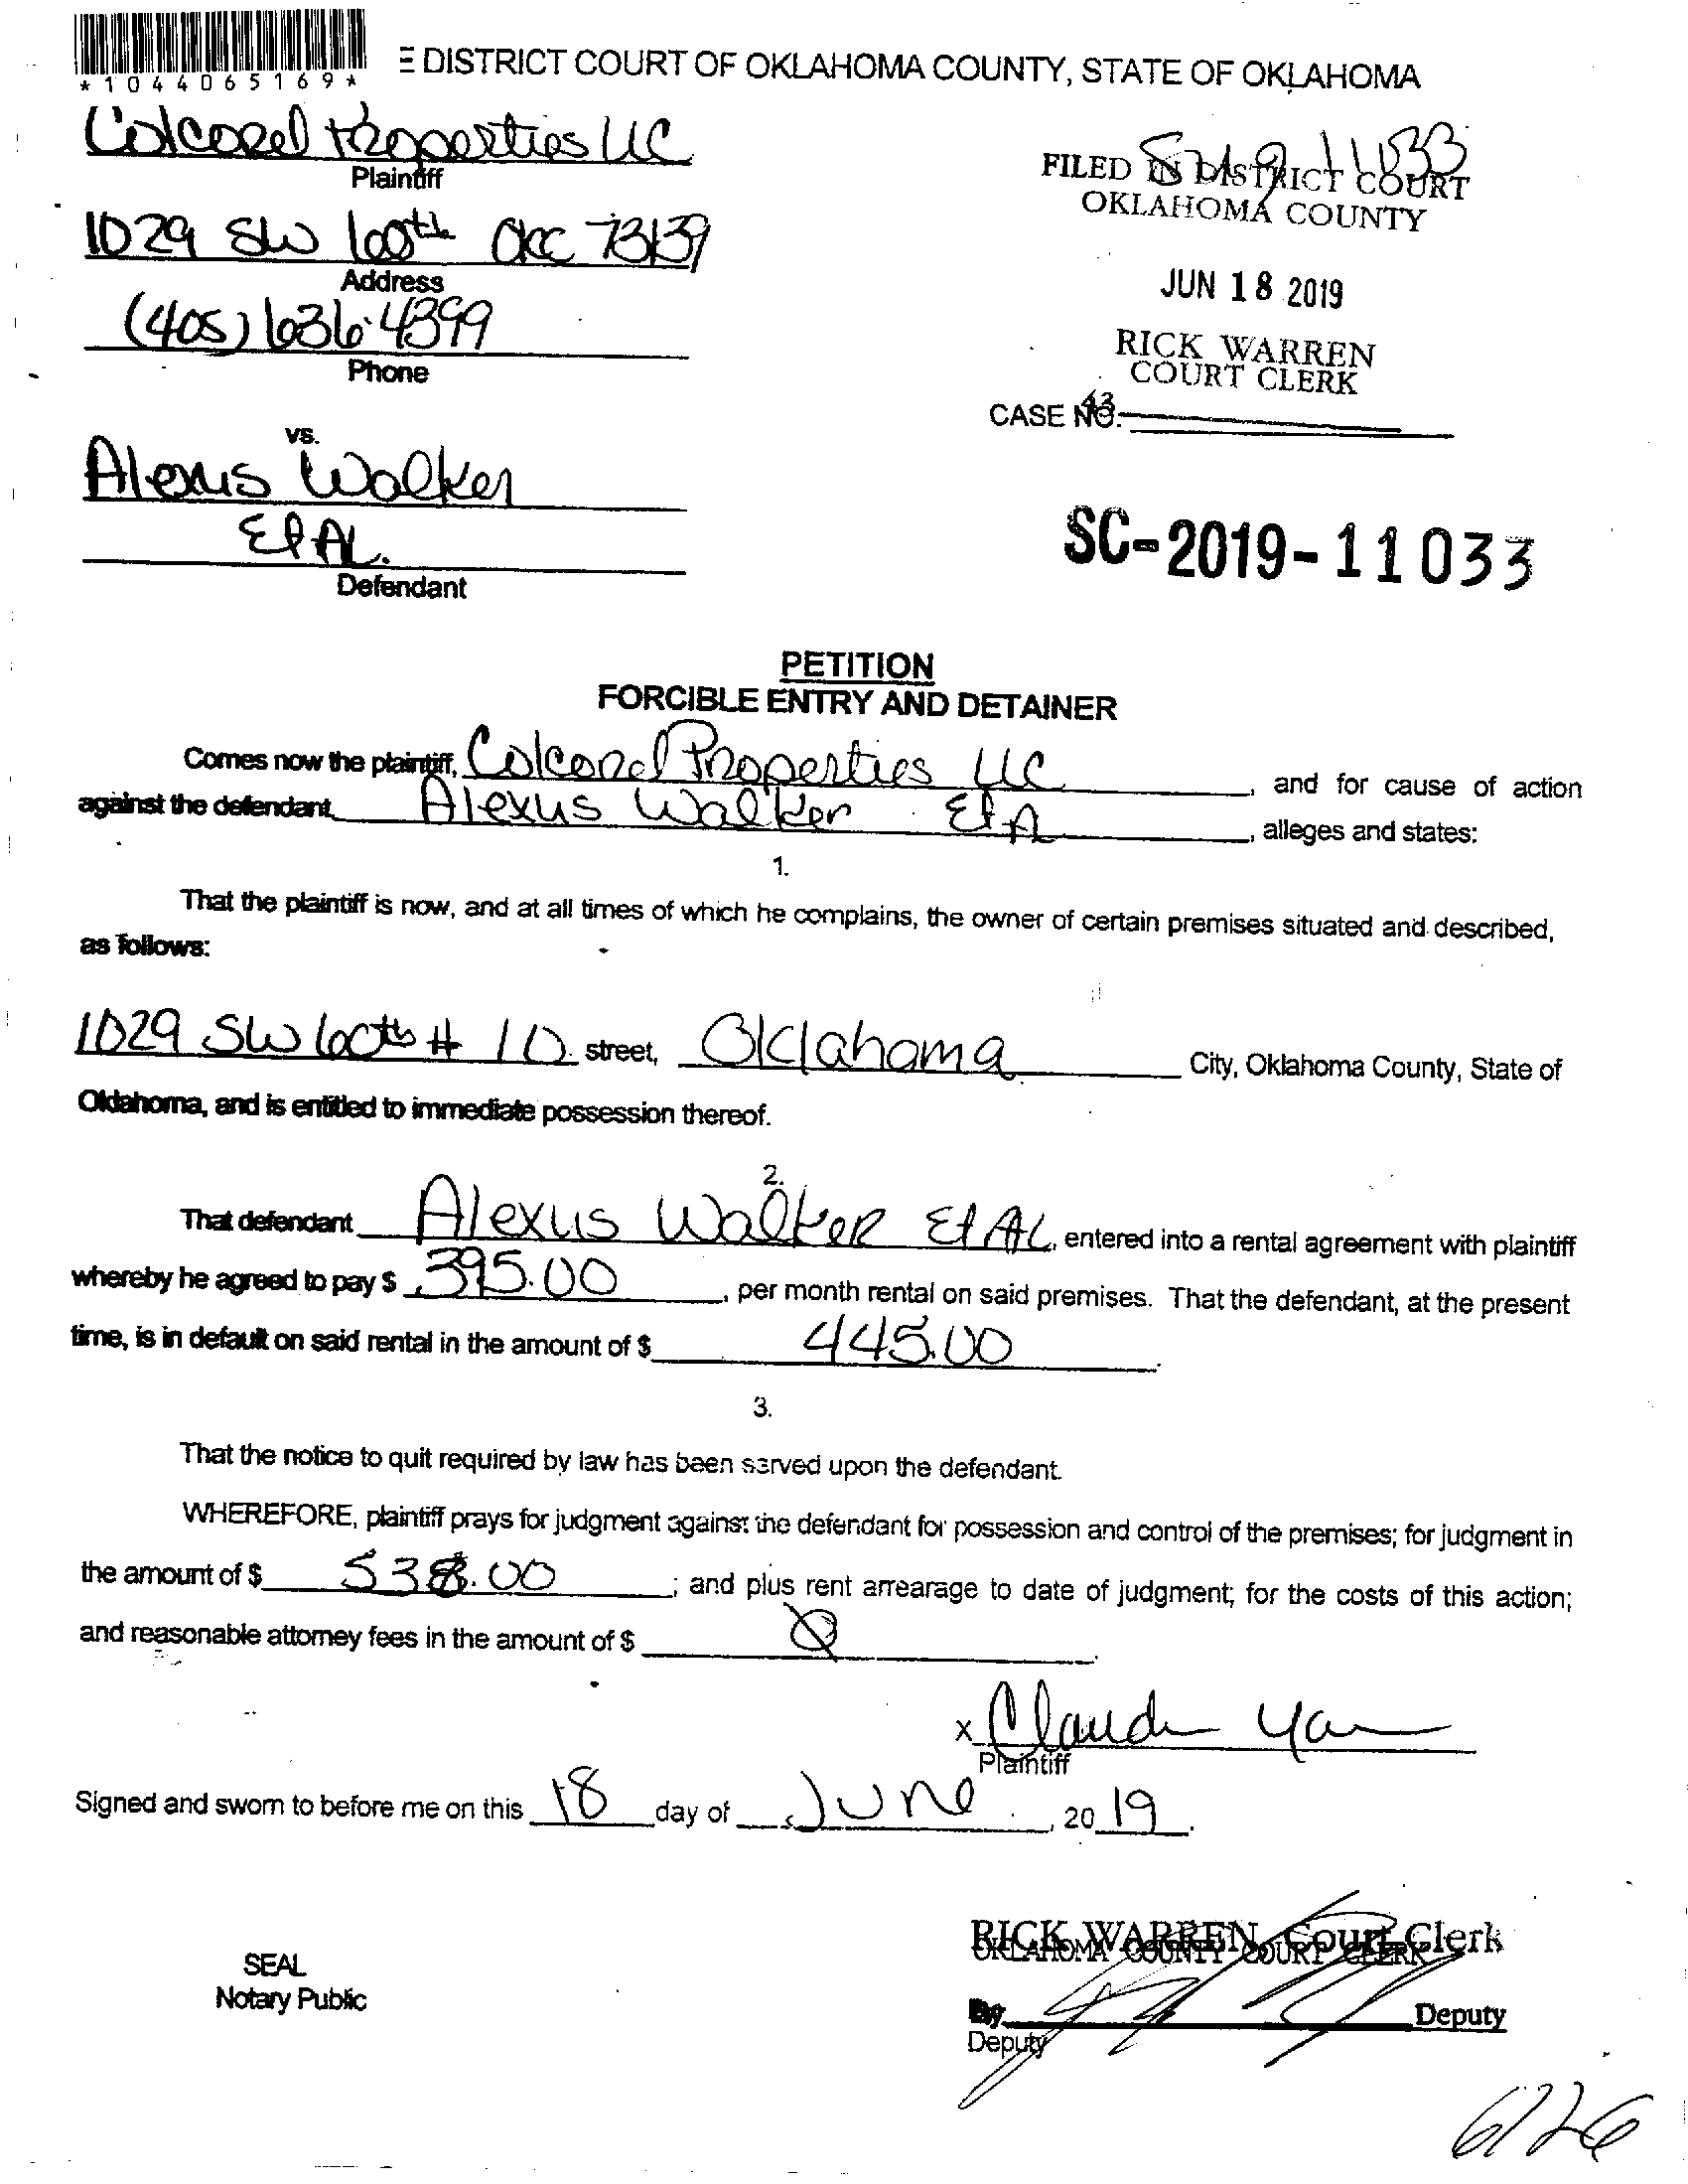 *1044065169*
E DISTRICT COURT OF OKLAHOMA COUNTY, STATE OF OKLAHOMA
Colcord Properties LLC
Plaintiff
1029 SW 60th OKC 73139
Address
(405) 636-4399
Phone
vs.
Alexus Walker
Et AL.
Defendant
11033
FILED IN DISTRICT COURT
OKLAHOMA COUNTY
JUN 18 2019
RICK WARREN
COURT CLERK
43
CASE NO.
SC-2019-11033
PETITION
FORCIBLE ENTRY AND DETAINER
Comes now the plaintiff, Colcord Properties LLC, and for cause of action
against the defendant Alexus Walker Et A, alleges and states:
1.
That the plaintiff is now, and at all times of which he complains, the owner of certain premises situated and described,
as follows:
1029 SW 60th # 10 street, Oklahoma City, Oklahoma County, State of
Oklahoma, and is entitled to immediate possession thereof.
2.
That defendant Alexus Walker Et AL, entered into a rental agreement with plaintiff
whereby he agreed to pay $ 395.00, per month rental on said premises. That the defendant, at the present
time, is in default on said rental in the amount of $ 445.00.
3.
That the notice to quit required by law has been served upon the defendant.
WHEREFORE, plaintiff prays for judgment against the defendant for possession and control of the premises; for judgment in
the amount of $ 538.00; and plus rent arrearage to date of judgment; for the costs of this action;
and reasonable attorney fees in the amount of $ 0.
x Claudi Ya
Plaintiff
Signed and sworn to before me on this 18 day of June, 2019.
SEAL
Notary Public
RICK WARREN, Court Clerk
OKLAHOMA COUNTY COURT CLERK
By Deputy
Deputy
6/26